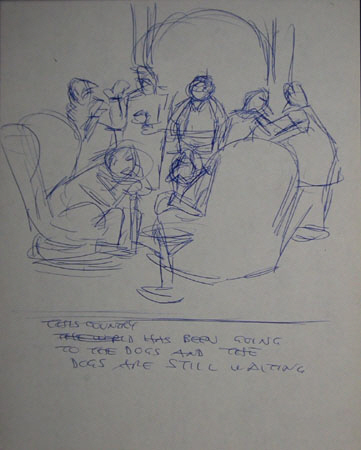 THIS COUNTRY
THE WORLD HAS BEEN GOING
TO THE DOGS AND THE
DOGS ARE STILL WAITING